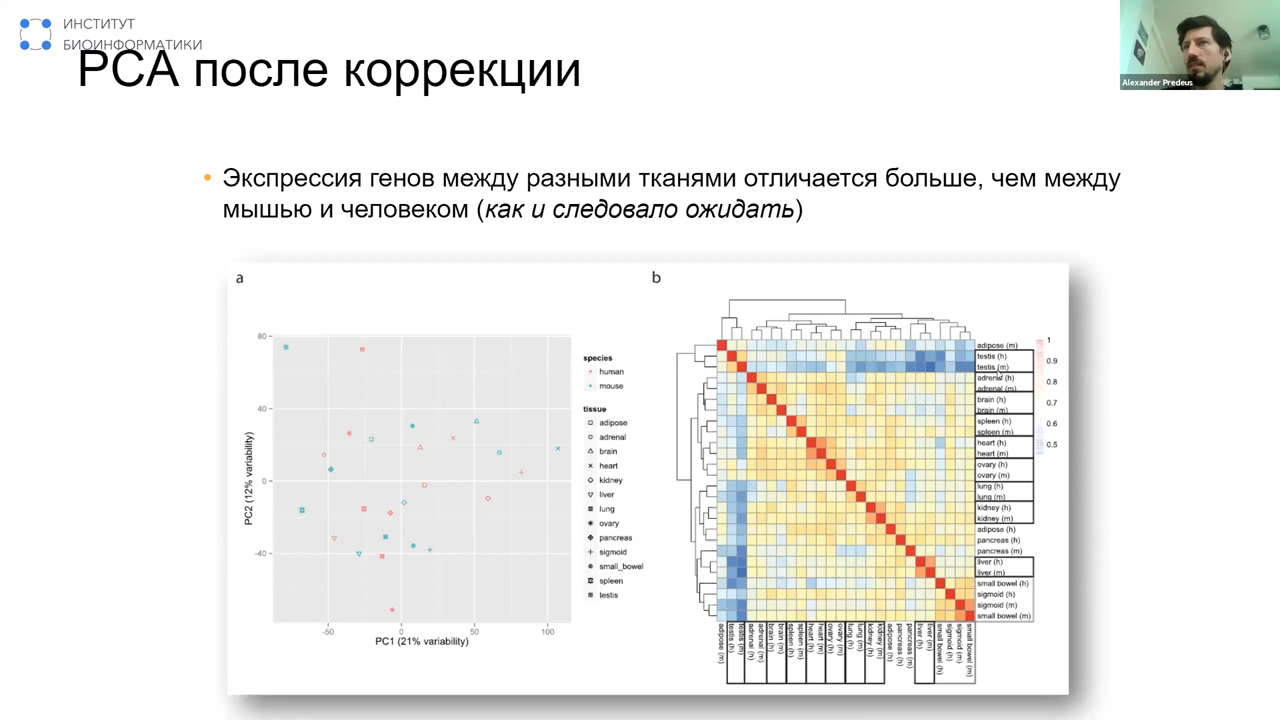 ИНСТИТУТ
БИОИНФОРМАТИКИ
PCA после коррекции
Alexander Predeus
• Экспрессия генов между разными тканями отличается больше, чем между
мышью и человеком (как и следовало ожидать)
a
80
40
0
-40
-50
0
50
100
PC2 (12% variability)
PC1 (21% variability)
species
human
mouse
tissue
adipose
adrenal
brain
heart
kidney
liver
lung
ovary
pancreas
sigmoid
small_bowel
spleen
testis
b
adipose (m)
testis (h)
testis (m)
adrenal (h)
adrenal (m)
brain (h)
brain (m)
spleen (h)
spleen (m)
heart (h)
heart (m)
ovary (h)
ovary (m)
lung (h)
lung (m)
kidney (h)
kidney (m)
adipose (h)
pancreas (h)
pancreas (m)
liver (h)
liver (m)
small bowel (h)
sigmoid (h)
sigmoid (m)
small bowel (m)
1
0.9
0.8
0.7
0.6
0.5
adipose (m)
testis (h)
testis (m)
adrenal (h)
adrenal (m)
brain (h)
brain (m)
spleen (h)
spleen (m)
heart (h)
heart (m)
ovary (h)
ovary (m)
lung (h)
lung (m)
kidney (h)
kidney (m)
adipose (h)
pancreas (h)
pancreas (m)
liver (h)
liver (m)
small bowel (h)
sigmoid (h)
sigmoid (m)
small bowel (m)